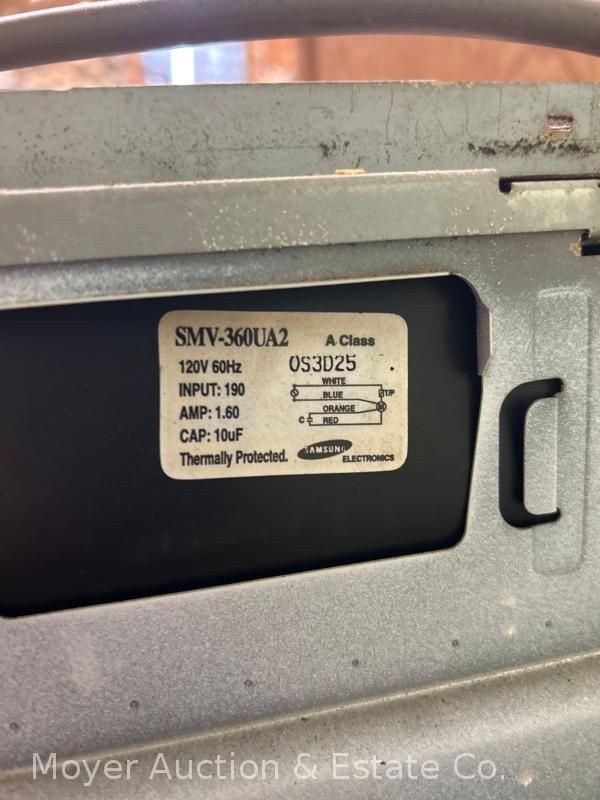 SMV-360UA2 A Class
120V 60Hz 0S3D25
INPUT: 190
AMP: 1.60
CAP: 10uF
Thermally Protected.
WHITE
BLUE T/P
ORANGE M
C RED
SAMSUNG
ELECTRONICS
Moyer Auction & Estate Co.